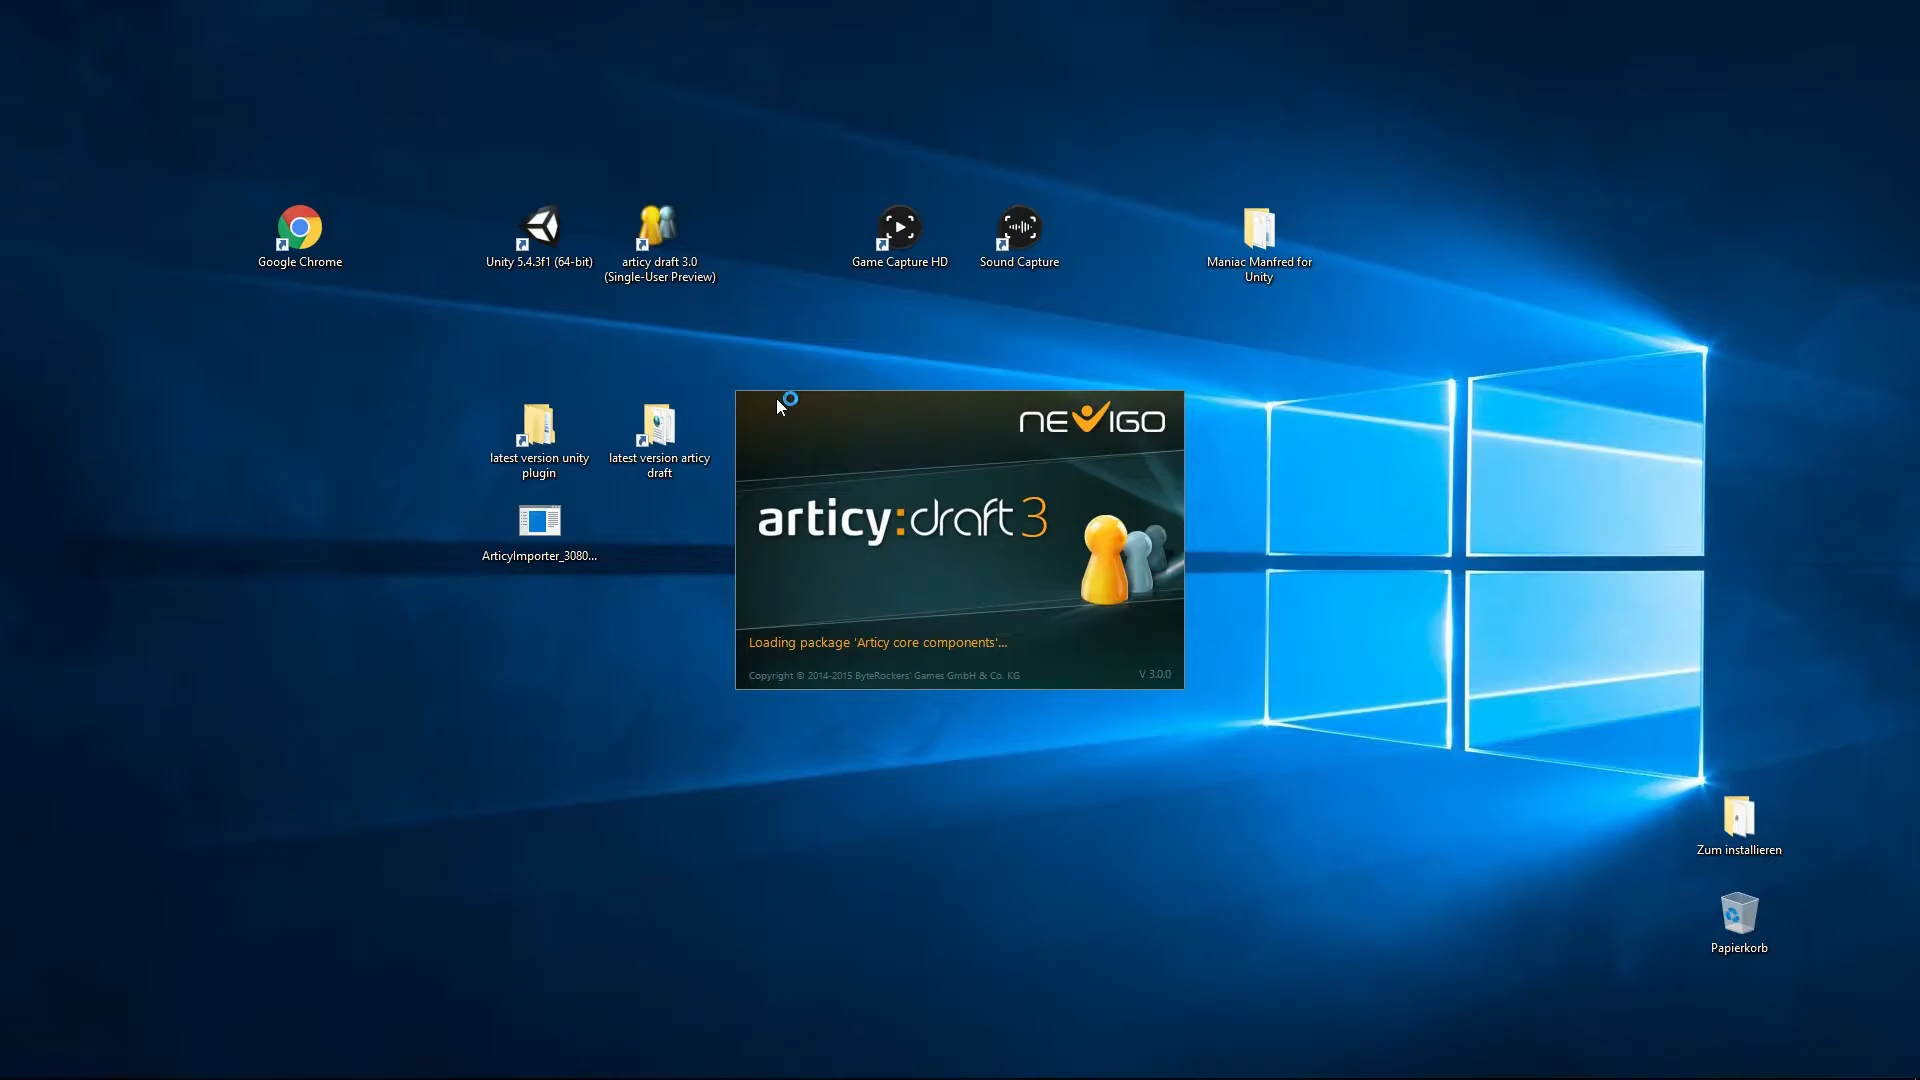 Google Chrome
Unity 5.4.3f1 (64-bit)
articy draft 3.0
(Single-User Preview)
Game Capture HD
Sound Capture
Maniac Manfred for
Unity
latest version unity
plugin
latest version articy
draft
ArticyImporter_3080...
NEVIGO
articy:draft 3
Loading package 'Articy core components'...
Copyright © 2014-2015 ByteRockers' Games GmbH & Co. KG
V 3.0.0
Zum installieren
Papierkorb